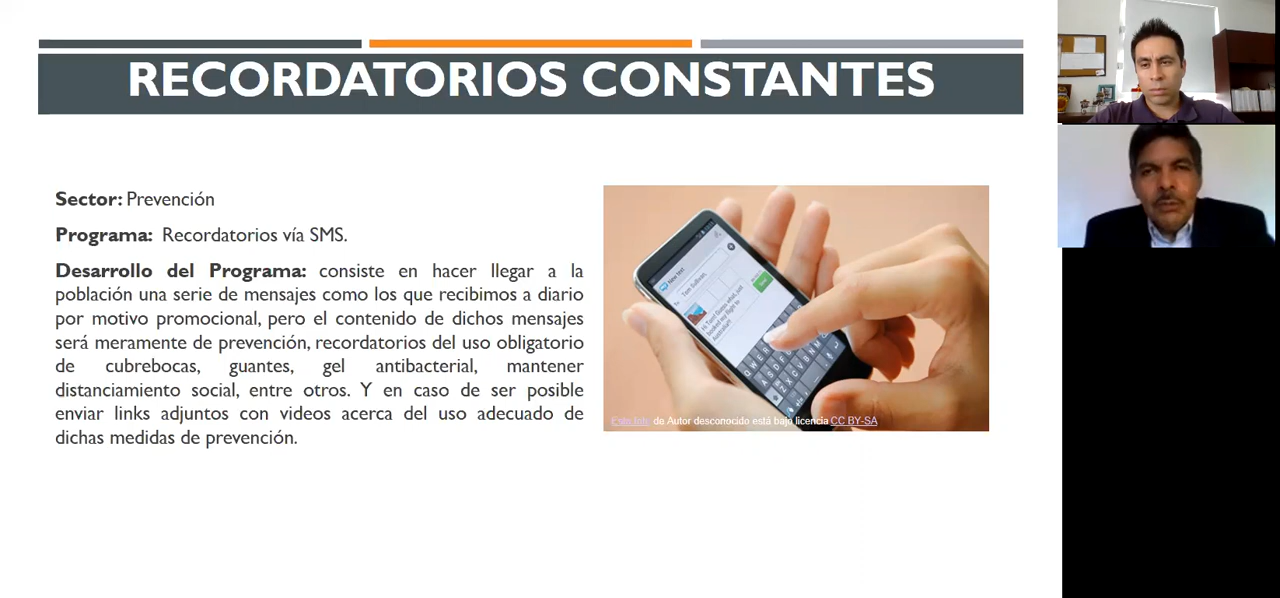 RECORDATORIOS CONSTANTES
Sector: Prevención
Programa: Recordatorios vía SMS.
Desarrollo del Programa: consiste en hacer llegar a la
población una serie de mensajes como los que recibimos a diario
por motivo promocional, pero el contenido de dichos mensajes
será meramente de prevención, recordatorios del uso obligatorio
de cubrebocas, guantes, gel antibacterial, mantener
distanciamiento social, entre otros. Y en caso de ser posible
enviar links adjuntos con videos acerca del uso adecuado de
dichas medidas de prevención.
New text
Tom Sullivan,
Esta foto de Autor desconocido está bajo licencia CC BY-SA